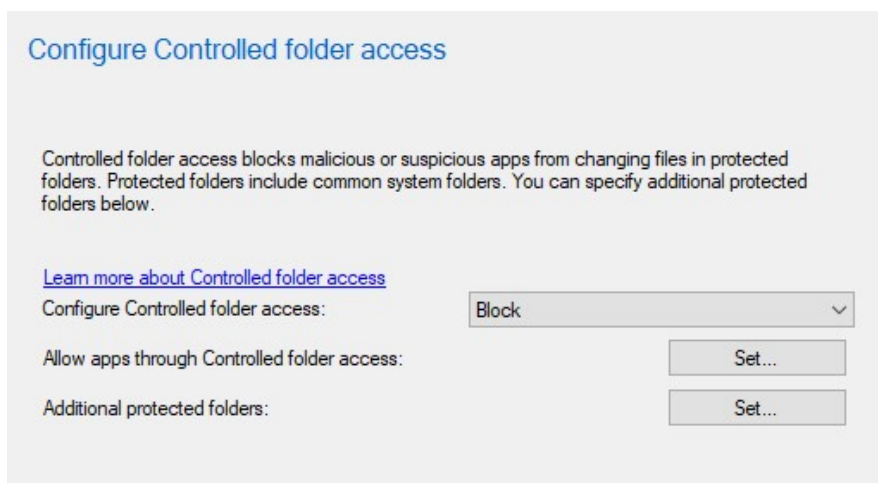 Configure Controlled folder access
Controlled folder access blocks malicious or suspicious apps from changing files in protected
folders. Protected folders include common system folders. You can specify additional protected
folders below.
Learn more about Controlled folder access
Configure Controlled folder access:
Block
Allow apps through Controlled folder access:
Set...
Additional protected folders:
Set...